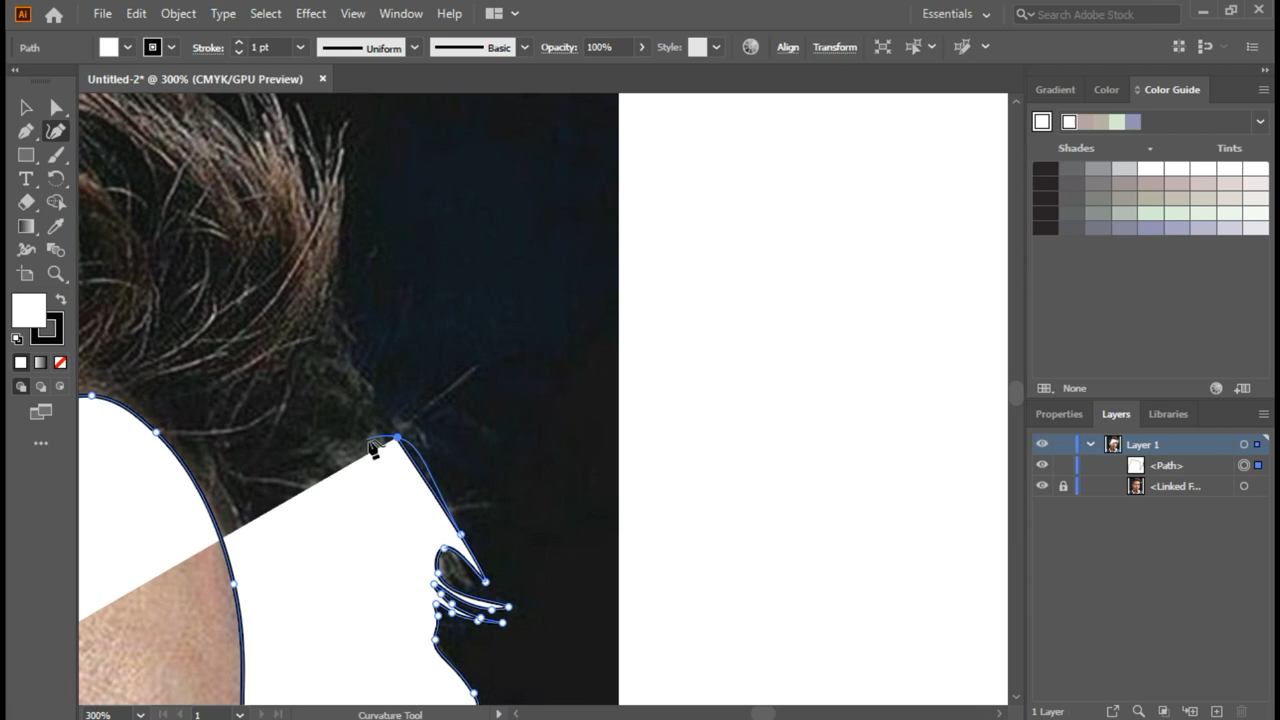 Ai File Edit Object Type Select Effect View Window Help Essentials Search Adobe Stock
Path Stroke: 1 pt Uniform Basic Opacity: 100% Style: Align Transform
Untitled-2* @ 300% (CMYK/GPU Preview)
Gradient Color Color Guide
Shades Tints
None
Properties Layers Libraries
Layer 1
<Path>
<Linked F...
300% 1 Curvature Tool 1 Layer